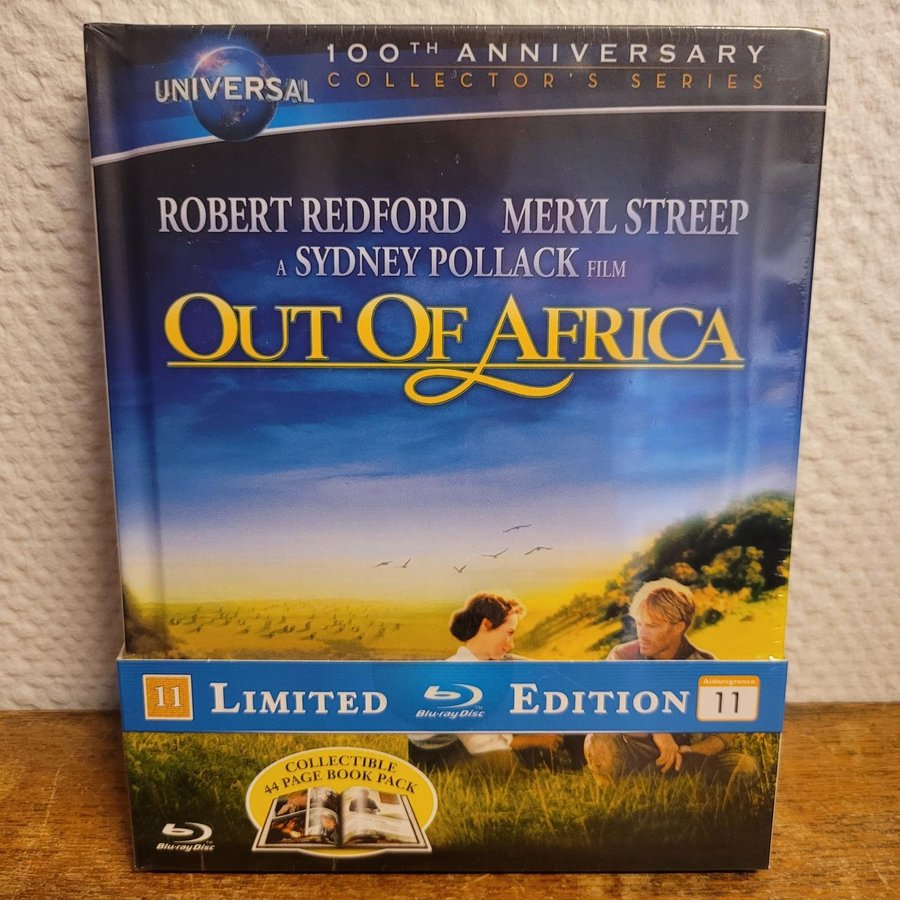 UNIVERSAL
100TH ANNIVERSARY
COLLECTOR'S SERIES
ROBERT REDFORD MERYL STREEP
A SYDNEY POLLACK FILM
OUT OF AFRICA
11 LIMITED Blu-ray Disc™ EDITION Aldersgrense 11
COLLECTIBLE
44 PAGE BOOK PACK
Blu-ray Disc